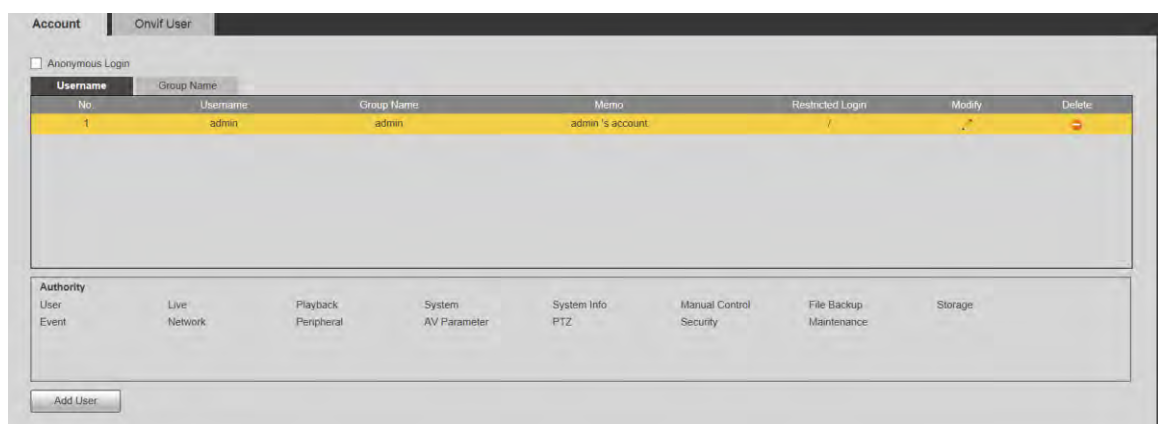 Account Onvif User
Anonymous Login
Username Group Name
No. Username Group Name Memo Restricted Login Modify Delete
1 admin admin admin 's account / 
Authority
User Live Playback System System Info Manual Control File Backup Storage
Event Network Peripheral AV Parameter PTZ Security Maintenance
Add User